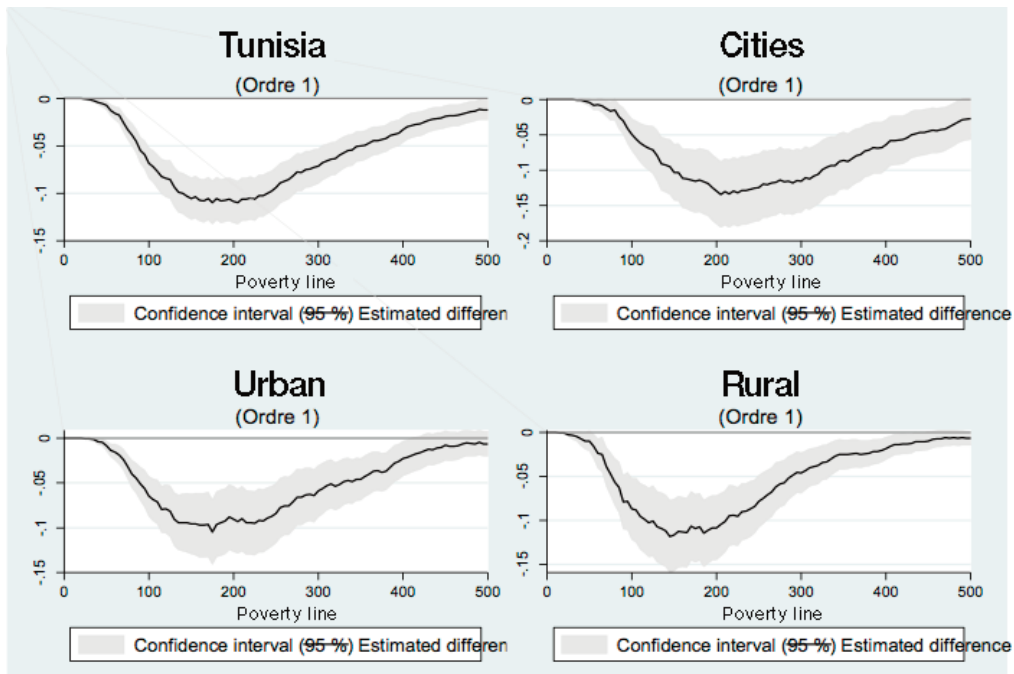 Tunisia
(Ordre 1)
0
-.05
-.1
-.15
0 100 200 300 400 500
Poverty line
Confidence interval (95 %) Estimated differen
Cities
(Ordre 1)
0
-.05
-.1
-.15
-.2
0 100 200 300 400 500
Poverty line
Confidence interval (95 %) Estimated difference
Urban
(Ordre 1)
0
-.05
-.1
-.15
0 100 200 300 400 500
Poverty line
Confidence interval (95 %) Estimated differen
Rural
(Ordre 1)
0
-.05
-.1
-.15
0 100 200 300 400 500
Poverty line
Confidence interval (95 %) Estimated difference